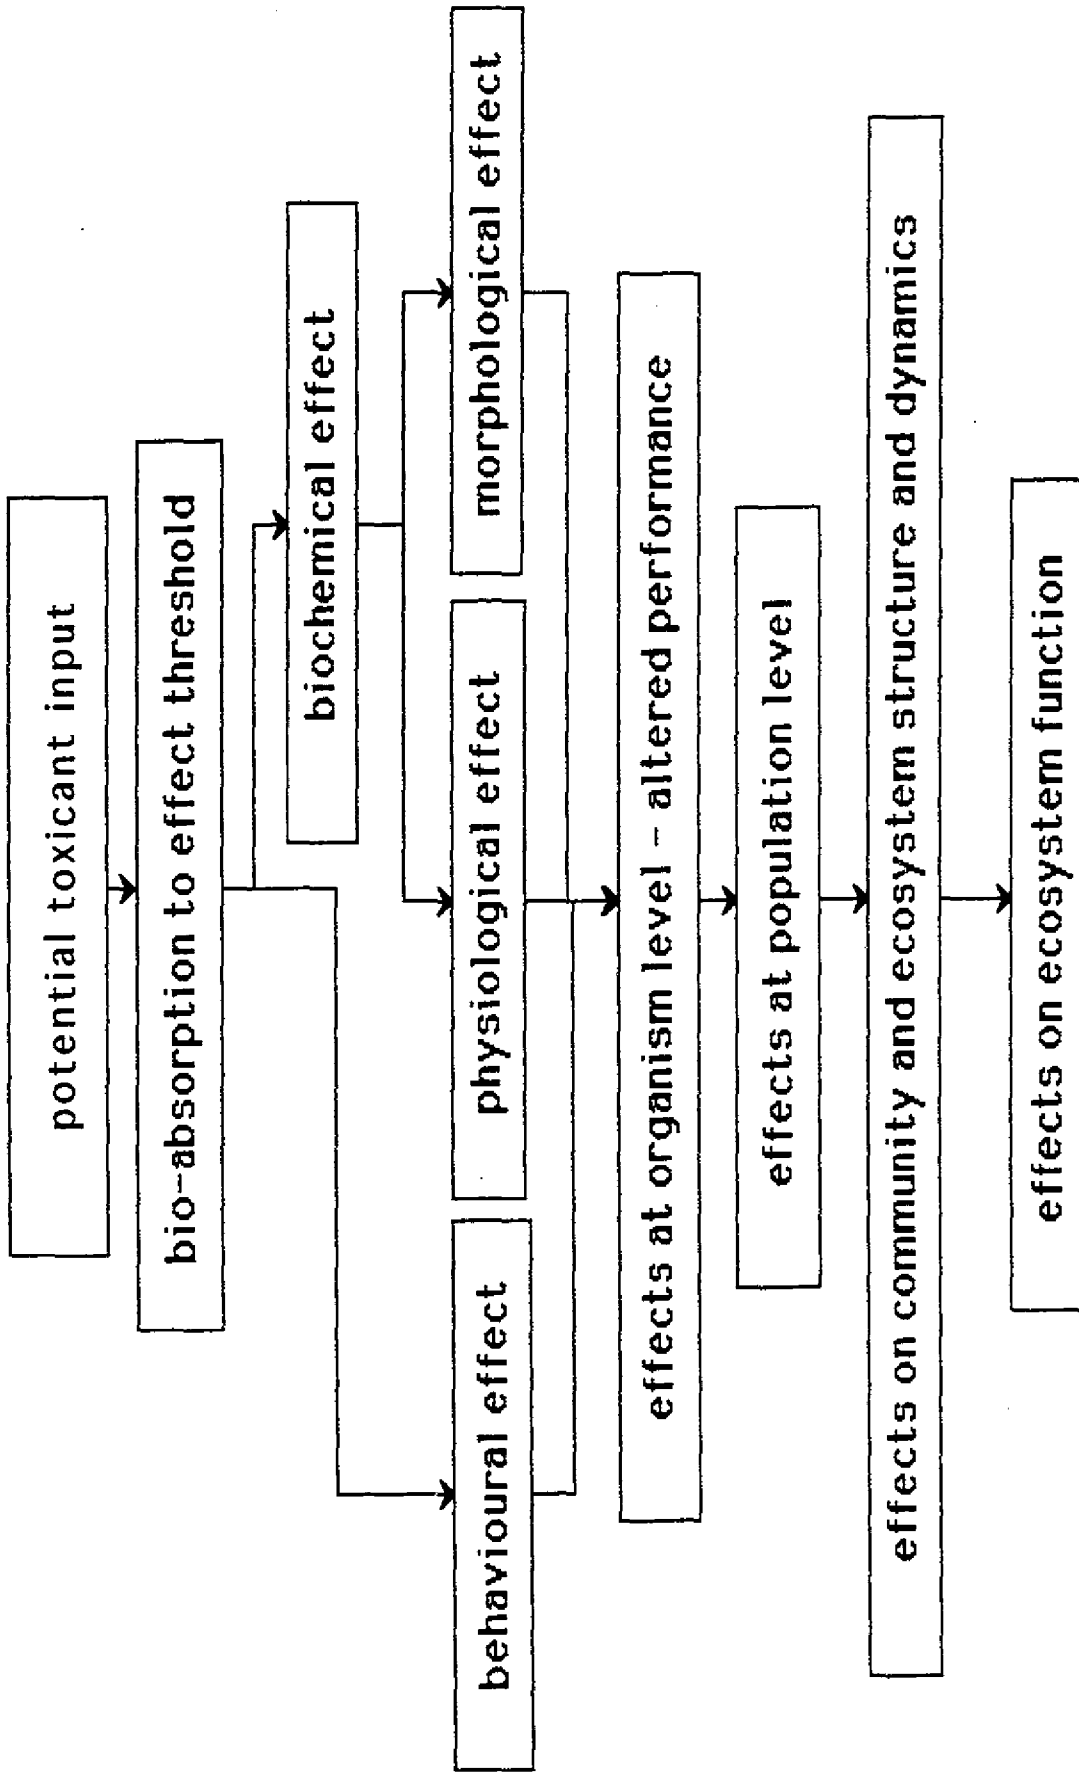 potential toxicant input
bio-absorption to effect threshold
biochemical effect
behavioural effect
physiological effect
morphological effect
effects at organism level - altered performance
effects at population level
effects on community and ecosystem structure and dynamics
effects on ecosystem function